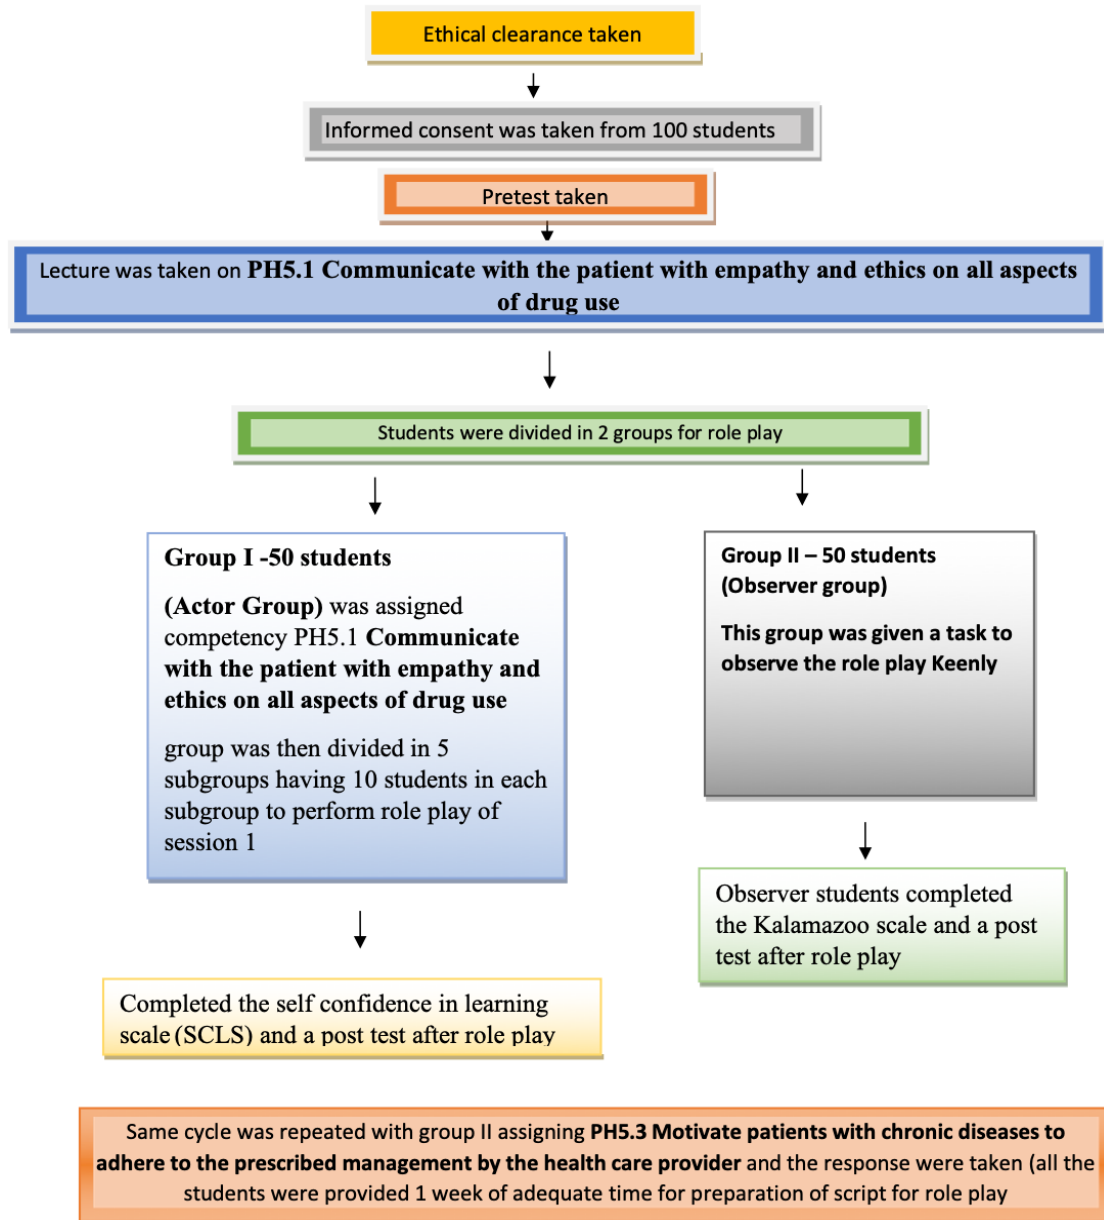 Ethical clearance taken
Informed consent was taken from 100 students
Pretest taken
Lecture was taken on PH5.1 Communicate with the patient with empathy and ethics on all aspects
of drug use
Students were divided in 2 groups for role play
Group I -50 students
(Actor Group) was assigned
competency PH5.1 Communicate
with the patient with empathy and
ethics on all aspects of drug use
group was then divided in 5
subgroups having 10 students in each
subgroup to perform role play of
session 1
Group II – 50 students
(Observer group)
This group was given a task to
observe the role play Keenly
Observer students completed
the Kalamazoo scale and a post
test after role play
Completed the self confidence in learning
scale (SCLS) and a post test after role play
Same cycle was repeated with group II assigning PH5.3 Motivate patients with chronic diseases to
adhere to the prescribed management by the health care provider and the response were taken (all the
students were provided 1 week of adequate time for preparation of script for role play